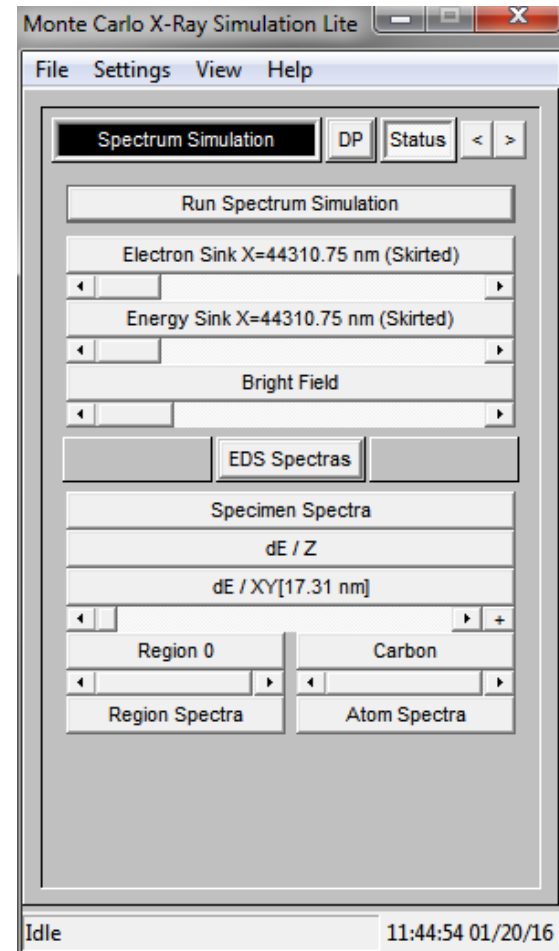 Monte Carlo X-Ray Simulation Lite
File Settings View Help
Spectrum Simulation DP Status < >
Run Spectrum Simulation
Electron Sink X=44310.75 nm (Skirted)
Energy Sink X=44310.75 nm (Skirted)
Bright Field
EDS Spectras
Specimen Spectra
dE / Z
dE / XY[17.31 nm]
+
Region 0 Carbon
Region Spectra Atom Spectra
Idle 11:44:54 01/20/16